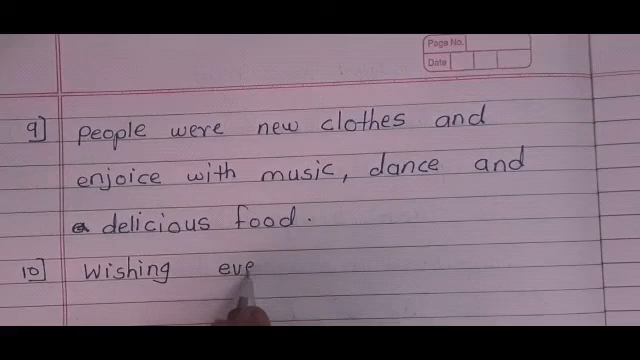 Page No.
Date
9] people were new clothes and
enjoice with music, dance and
delicious food.
10] Wishing eve